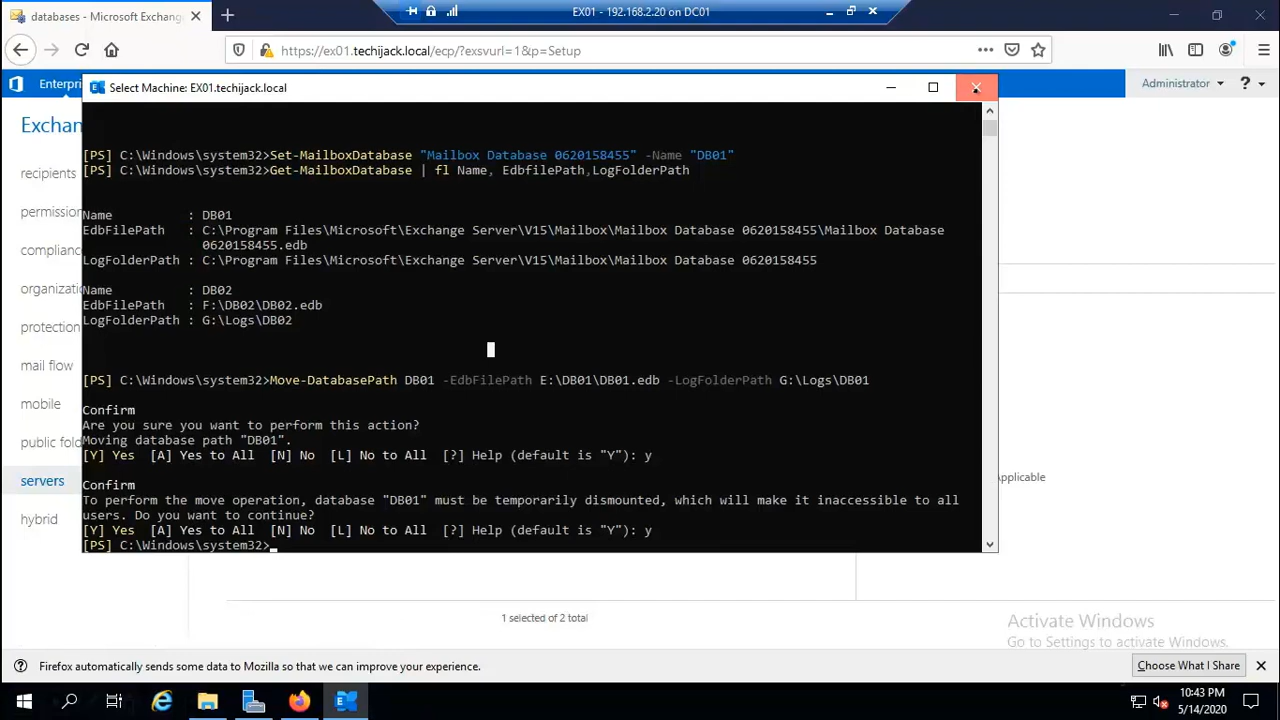 databases - Microsoft Exchange
EX01 - 192.168.2.20 on DC01
https://ex01.techijack.local/ecp/?exsvurl=1&p=Setup
Enterpri
Administrator
?
Select Machine: EX01.techijack.local
Exchan
recipients
permission
compliance
organizatio
protection
mail flow
mobile
public fold
servers
hybrid
[PS] C:\Windows\system32>Set-MailboxDatabase "Mailbox Database 0620158455" -Name "DB01"
[PS] C:\Windows\system32>Get-MailboxDatabase | fl Name, EdbfilePath,LogFolderPath
Name : DB01
EdbFilePath : C:\Program Files\Microsoft\Exchange Server\V15\Mailbox\Mailbox Database 0620158455\Mailbox Database
0620158455.edb
LogFolderPath : C:\Program Files\Microsoft\Exchange Server\V15\Mailbox\Mailbox Database 0620158455
Name : DB02
EdbFilePath : F:\DB02\DB02.edb
LogFolderPath : G:\Logs\DB02
[PS] C:\Windows\system32>Move-DatabasePath DB01 -EdbFilePath E:\DB01\DB01.edb -LogFolderPath G:\Logs\DB01
Confirm
Are you sure you want to perform this action?
Moving database path "DB01".
[Y] Yes [A] Yes to All [N] No [L] No to All [?] Help (default is "Y"): y
Confirm
To perform the move operation, database "DB01" must be temporarily dismounted, which will make it inaccessible to all
users. Do you want to continue?
[Y] Yes [A] Yes to All [N] No [L] No to All [?] Help (default is "Y"): y
[PS] C:\Windows\system32>
Applicable
1 selected of 2 total
Activate Windows
Go to Settings to activate Windows.
Firefox automatically sends some data to Mozilla so that we can improve your experience.
Choose What I Share
10:43 PM
5/14/2020